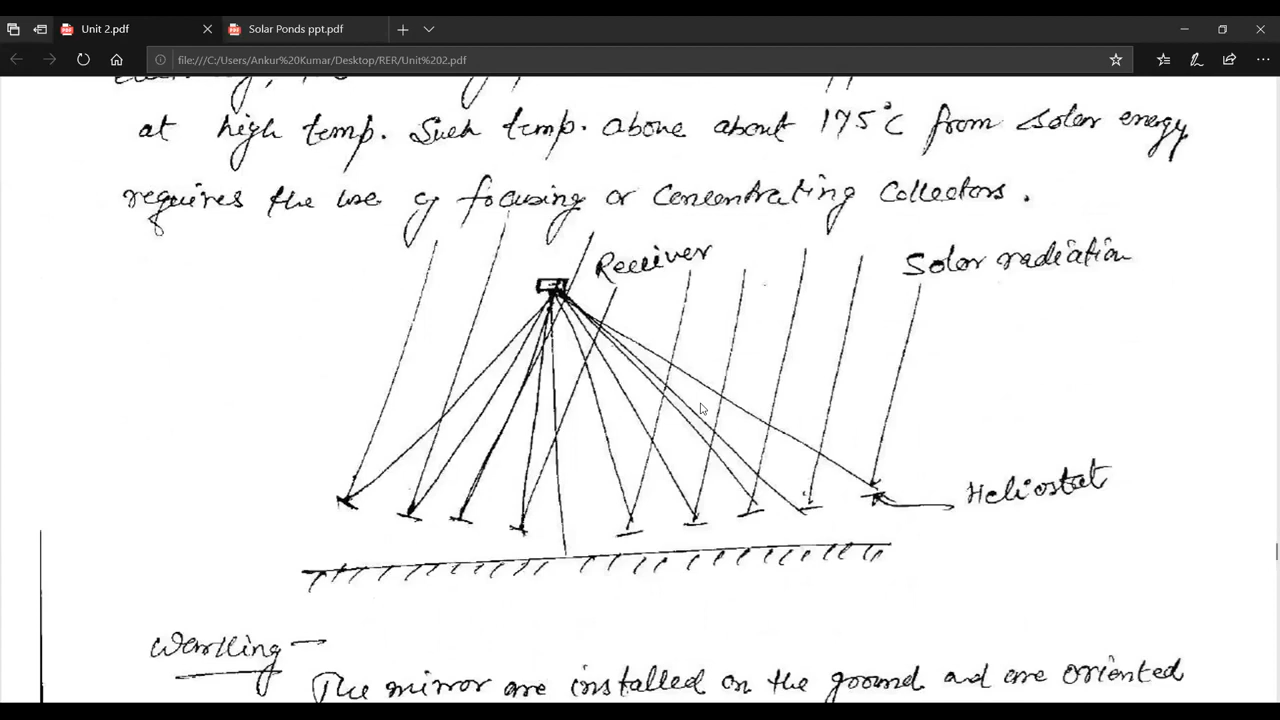 Unit 2.pdf
Solar Ponds ppt.pdf
file:///C:/Users/Ankur%20Kumar/Desktop/RER/Unit%202.pdf
at high temp. Such temp. above about 175°C from solar energy
requires the use of focusing or concentrating collectors.
Receiver
Solar radiation
Heliostat
Working —
The mirror are installed on the ground and are oriented